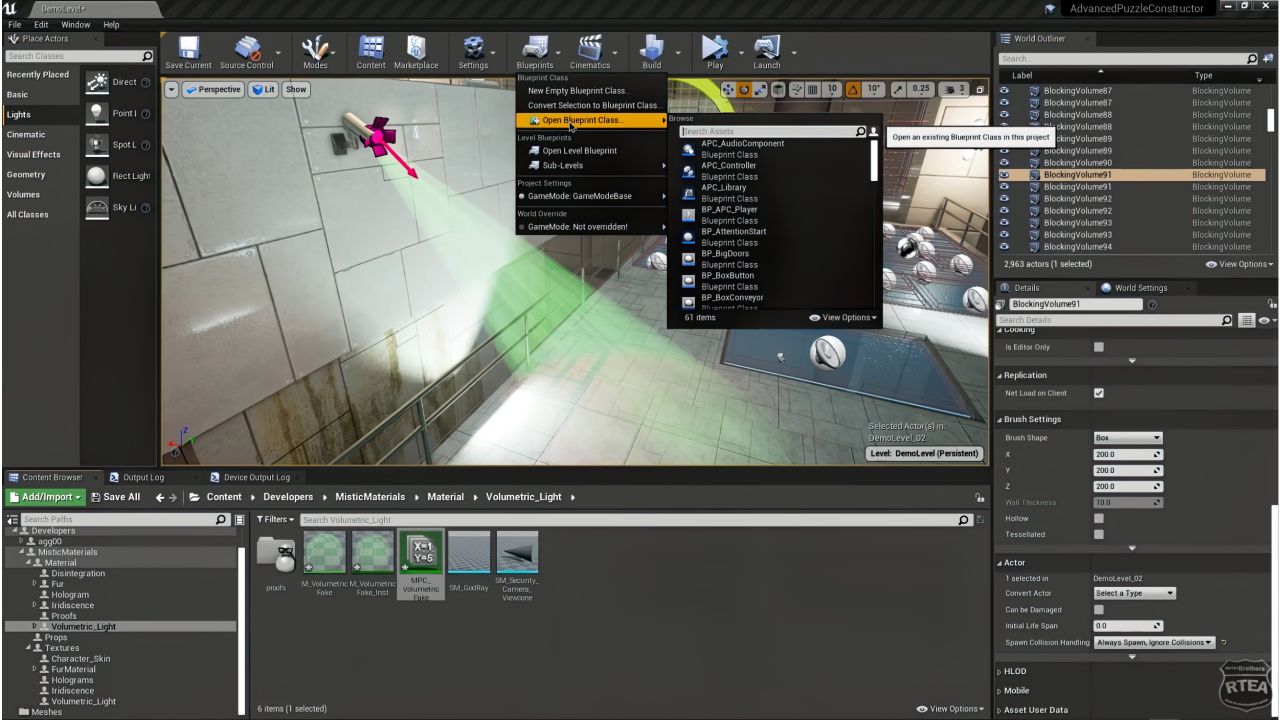 DemoLevel*
AdvancedPuzzleConstructor
File Edit Window Help
Place Actors
Search Classes
Recently Placed
Basic
Lights
Cinematic
Visual Effects
Geometry
Volumes
All Classes
Direct
Point l
Spot L
Rect Ligh
Sky Li
Save Current
Source Control
Modes
Content
Marketplace
Settings
Blueprints
Cinematics
Build
Play
Launch
Perspective
Lit
Show
10
10°
0.25
3
Blueprint Class
New Empty Blueprint Class...
Convert Selection to Blueprint Class...
Open Blueprint Class...
Level Blueprints
Open Level Blueprint
Sub-Levels
Project Settings
GameMode: GameModeBase
World Override
GameMode: Not overridden!
Browse
Search Assets
APC_AudioComponent
Blueprint Class
APC_Controller
Blueprint Class
APC_Library
Blueprint Class
BP_APC_Player
Blueprint Class
BP_AttentionStart
Blueprint Class
BP_BigDoors
Blueprint Class
BP_BoxButton
Blueprint Class
BP_BoxConveyor
Blueprint Class
61 items
View Options
Open an existing Blueprint Class in this project
Selected Actor(s) in:
DemoLevel_02
Level: DemoLevel (Persistent)
World Outliner
Search...
Label Type
BlockingVolume87 BlockingVolume
BlockingVolume87 BlockingVolume
BlockingVolume88 BlockingVolume
BlockingVolume88 BlockingVolume
BlockingVolume89 BlockingVolume
BlockingVolume89 BlockingVolume
BlockingVolume90 BlockingVolume
BlockingVolume91 BlockingVolume
BlockingVolume91 BlockingVolume
BlockingVolume92 BlockingVolume
BlockingVolume92 BlockingVolume
BlockingVolume93 BlockingVolume
BlockingVolume93 BlockingVolume
BlockingVolume94 BlockingVolume
2,963 actors (1 selected)
View Options
Details
World Settings
BlockingVolume91
Search Details
Cooking
Is Editor Only
Replication
Net Load on Client
Brush Settings
Brush Shape Box
X 200.0
Y 200.0
Z 200.0
Wall Thickness 10.0
Hollow
Tessellated
Actor
1 selected in DemoLevel_02
Convert Actor Select a Type
Can be Damaged
Initial Life Span 0.0
Spawn Collision Handling Always Spawn, Ignore Collisions
HLOD
Mobile
Asset User Data
RTEA
Content Browser
Output Log
Device Output Log
Add/Import
Save All
Content
Developers
MisticMaterials
Material
Volumetric_Light
Search Paths
Developers
agg00
MisticMaterials
Material
Disintegration
Fur
Hologram
Iridiscence
Proofs
Volumetric_Light
Props
Textures
Character_Skin
FurMaterial
Holograms
Iridiscence
Volumetric_Light
Meshes
Filters
Search Volumetric_Light
X=1
Y=5
proofs
M_Volumetric
Fake
M_Volumetric
Fake_Inst
MPC_
Volumetric
Fake
SM_GodRay
SM_Security_
Camera_
Viewcone
6 items (1 selected)
View Options